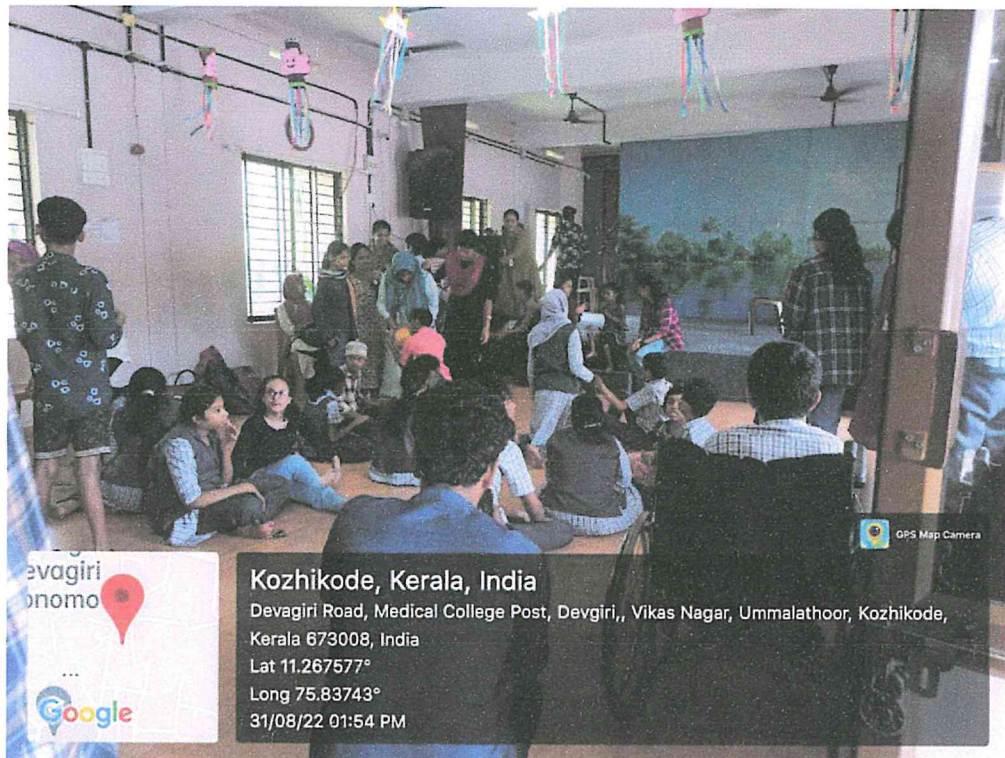 GPS Map Camera
evagiri
onomo
...
Google
Kozhikode, Kerala, India
Devagiri Road, Medical College Post, Devgiri,, Vikas Nagar, Ummalathoor, Kozhikode,
Kerala 673008, India
Lat 11.267577°
Long 75.83743°
31/08/22 01:54 PM